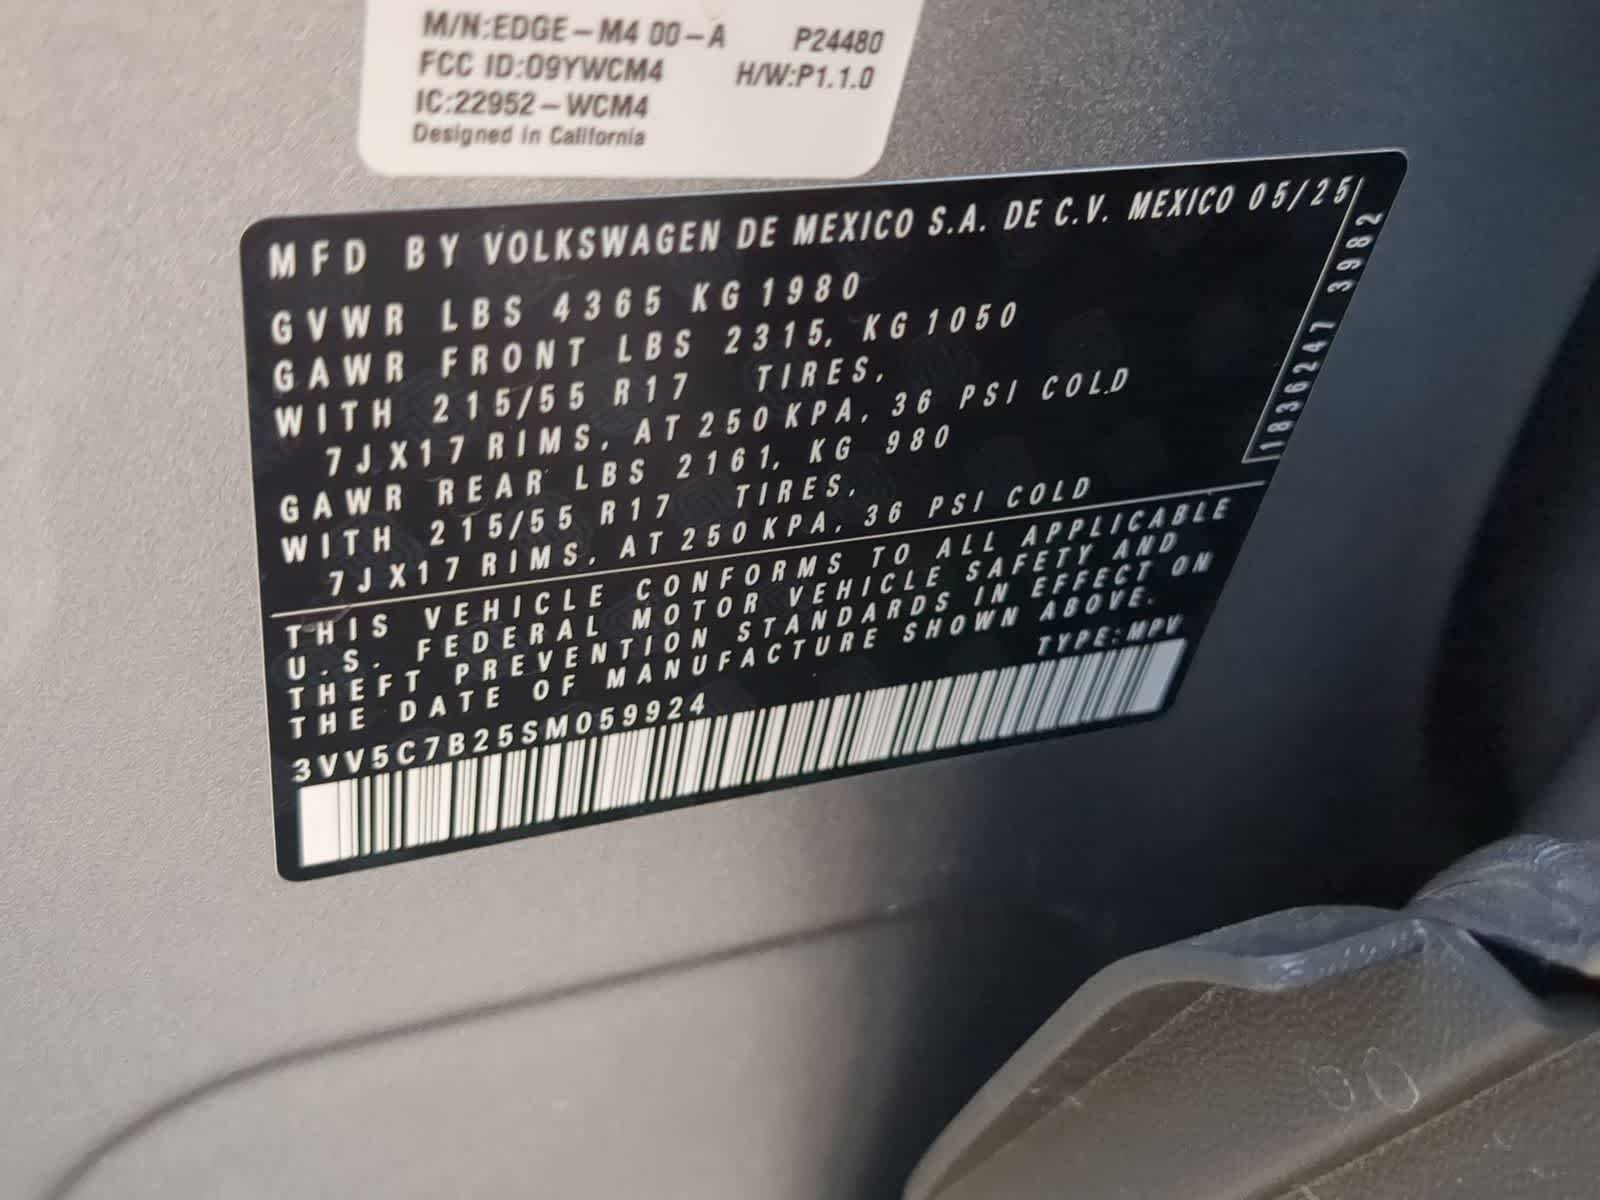 M/N:EDGE-M4 00-A P24480
FCC ID:O9YWCM4 H/W:P1.1.0
IC:22952-WCM4
Designed in California
MFD BY VOLKSWAGEN DE MEXICO S.A. DE C.V. MEXICO 05/25
GVWR LBS 4365 KG 1980
GAWR FRONT LBS 2315, KG 1050
WITH 215/55 R17 TIRES,
7JX17 RIMS, AT 250 KPA, 36 PSI COLD
GAWR REAR LBS 2161, KG 980
WITH 215/55 R17 TIRES,
7JX17 RIMS, AT 250 KPA, 36 PSI COLD
1836247 3982
THIS VEHICLE CONFORMS TO ALL APPLICABLE
U.S. FEDERAL MOTOR VEHICLE SAFETY AND
THEFT PREVENTION STANDARDS IN EFFECT ON
THE DATE OF MANUFACTURE SHOWN ABOVE.
TYPE: MPV
3VV5C7B25SM059924